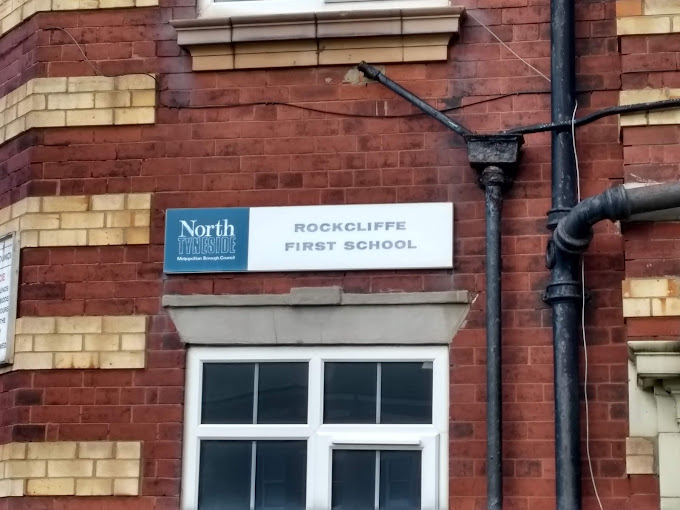 North
TYNESIDE
Metropolitan Borough Council
ROCKCLIFFE
FIRST SCHOOL